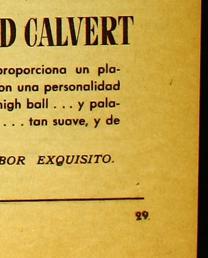 D CALVERT
proporciona un pla-
on una personalidad
high ball . . . y pala-
. . . tan suave, y de
BOR EXQUISITO.
29